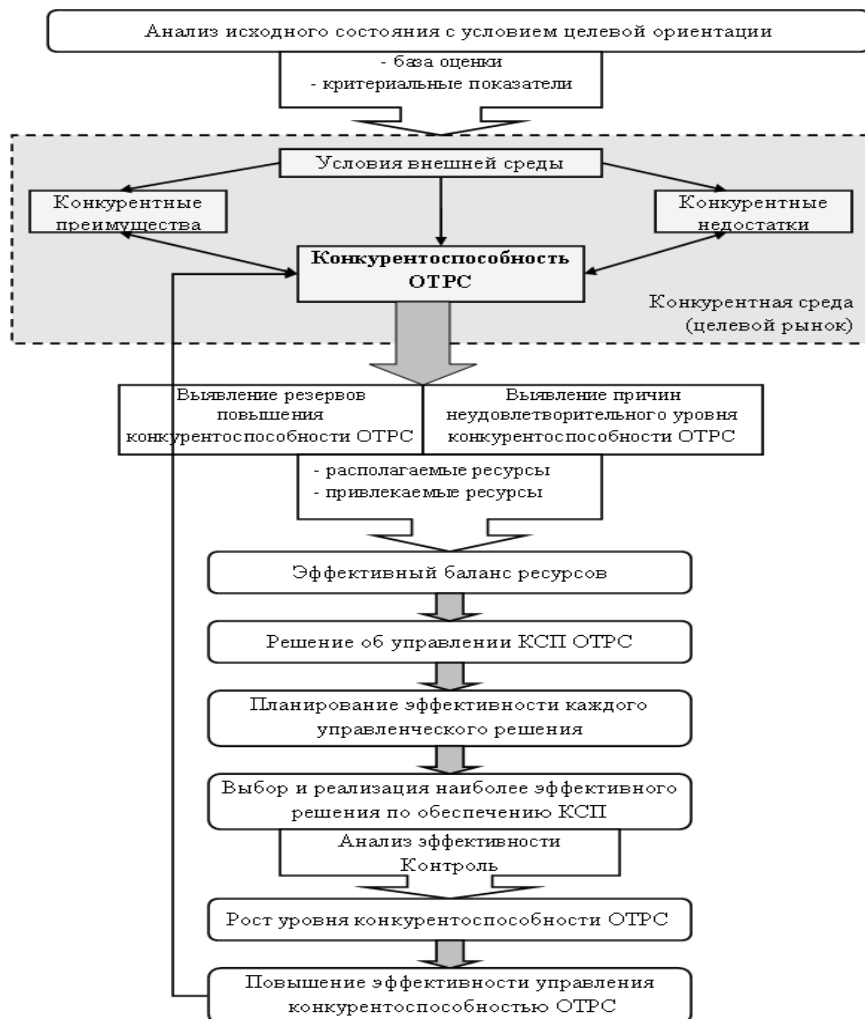 Анализ исходного состояния с условием целевой ориентации
- база оценки
- критериальные показатели
Условия внешней среды
Конкурентные
преимущества
Конкурентные
недостатки
Конкурентоспособность
ОТРС
Конкурентная среда
(целевой рынок)
Выявление резервов
повышения
конкурентоспособности ОТРС
Выявление причин
неудовлетворительного уровня
конкурентоспособности ОТРС
- располагаемые ресурсы
- привлекаемые ресурсы
Эффективный баланс ресурсов
Решение об управлении КСП ОТРС
Планирование эффективности каждого
управленческого решения
Выбор и реализация наиболее эффективного
решения по обеспечению КСП
Анализ эффективности
Контроль
Рост уровня конкурентоспособности ОТРС
Повышение эффективности управления
конкурентоспособностью ОТРС